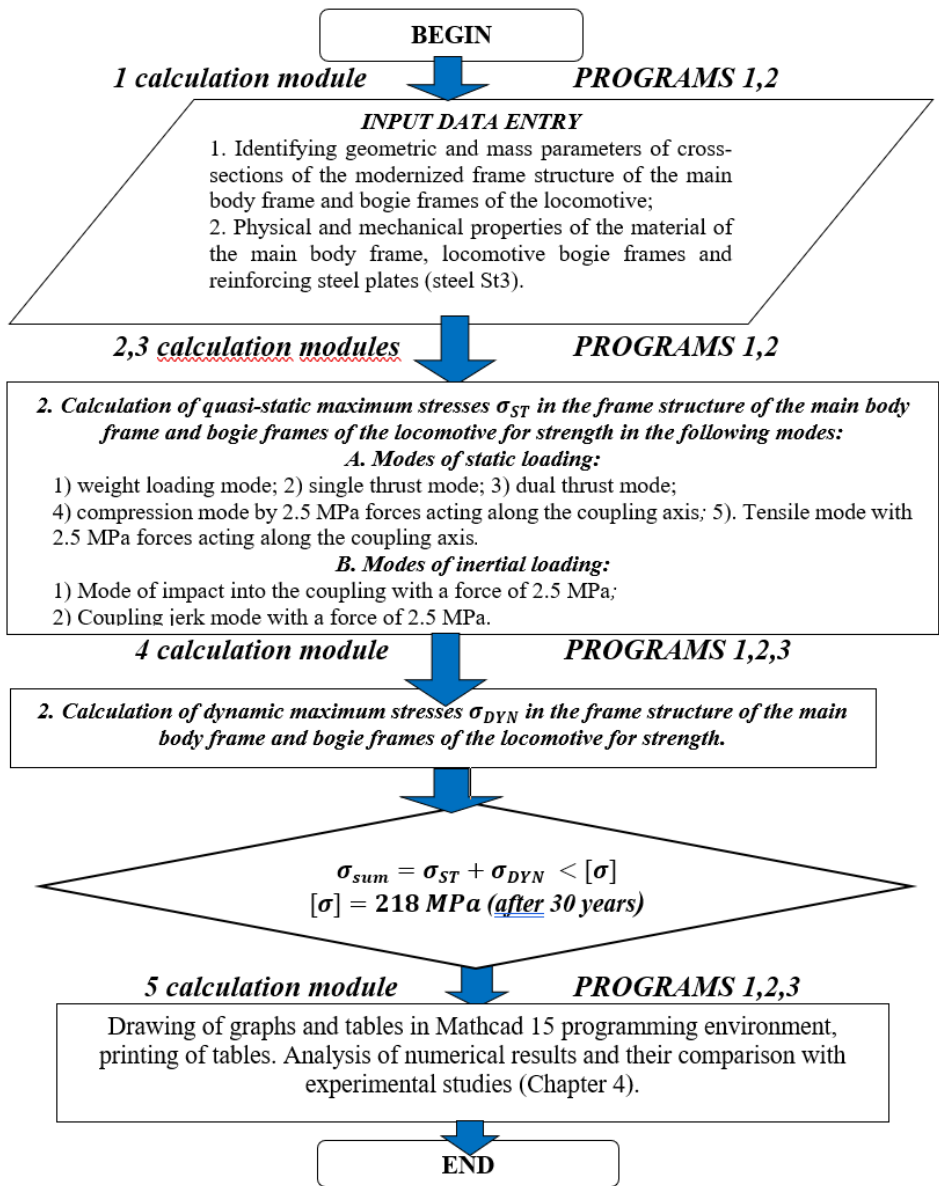 BEGIN
1 calculation module PROGRAMS 1,2
INPUT DATA ENTRY
1. Identifying geometric and mass parameters of cross-
sections of the modernized frame structure of the main
body frame and bogie frames of the locomotive;
2. Physical and mechanical properties of the material of
the main body frame, locomotive bogie frames and
reinforcing steel plates (steel St3).
2,3 calculation modules PROGRAMS 1,2
2. Calculation of quasi-static maximum stresses σ_ST in the frame structure of the main body
frame and bogie frames of the locomotive for strength in the following modes:
A. Modes of static loading:
1) weight loading mode; 2) single thrust mode; 3) dual thrust mode;
4) compression mode by 2.5 MPa forces acting along the coupling axis; 5). Tensile mode with
2.5 MPa forces acting along the coupling axis.
B. Modes of inertial loading:
1) Mode of impact into the coupling with a force of 2.5 MPa;
2) Coupling jerk mode with a force of 2.5 MPa.
4 calculation module PROGRAMS 1,2,3
2. Calculation of dynamic maximum stresses σ_DYN in the frame structure of the main
body frame and bogie frames of the locomotive for strength.
σ_sum = σ_ST + σ_DYN < [σ]
[σ] = 218 MPa (after 30 years)
5 calculation module PROGRAMS 1,2,3
Drawing of graphs and tables in Mathcad 15 programming environment,
printing of tables. Analysis of numerical results and their comparison with
experimental studies (Chapter 4).
END